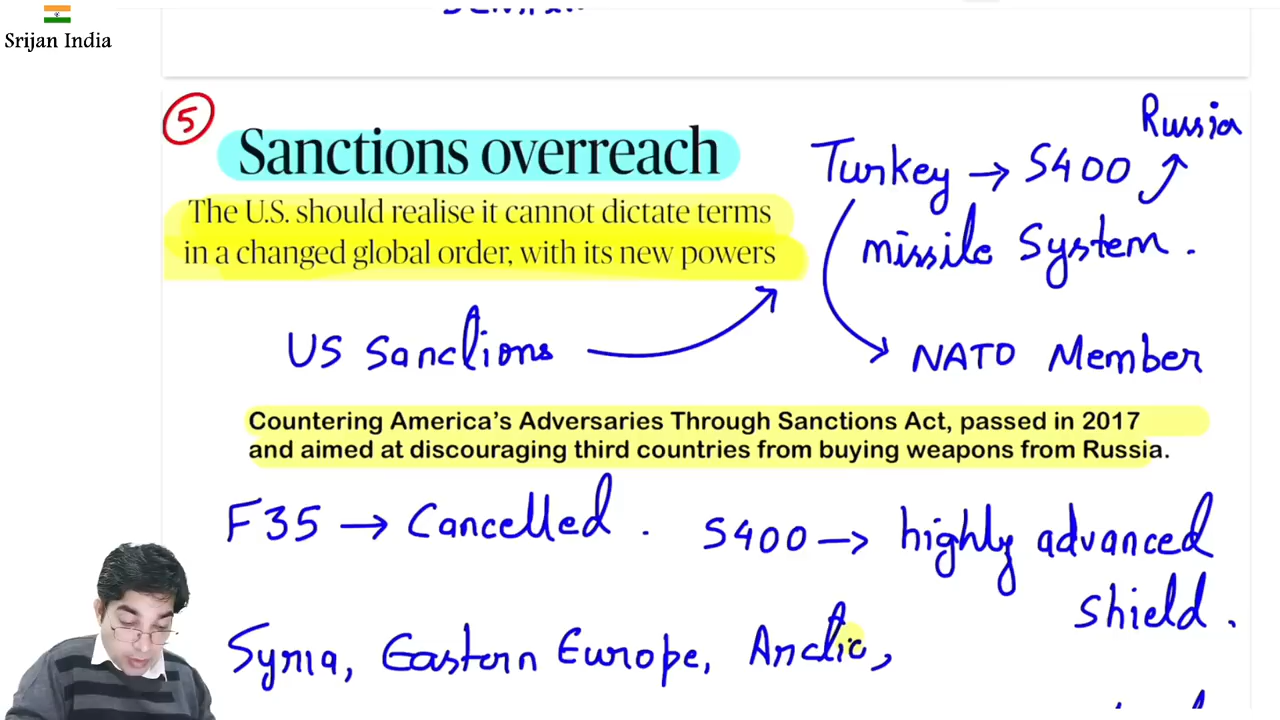 Srijan India
5
Sanctions overreach
The U.S. should realise it cannot dictate terms
in a changed global order, with its new powers
Russia
Turkey → S400
missile System.
US Sanctions
NATO Member
Countering America's Adversaries Through Sanctions Act, passed in 2017
and aimed at discouraging third countries from buying weapons from Russia.
F35 → Cancelled.
S400 → highly advanced
shield.
Syria, Eastern Europe, Arctic,